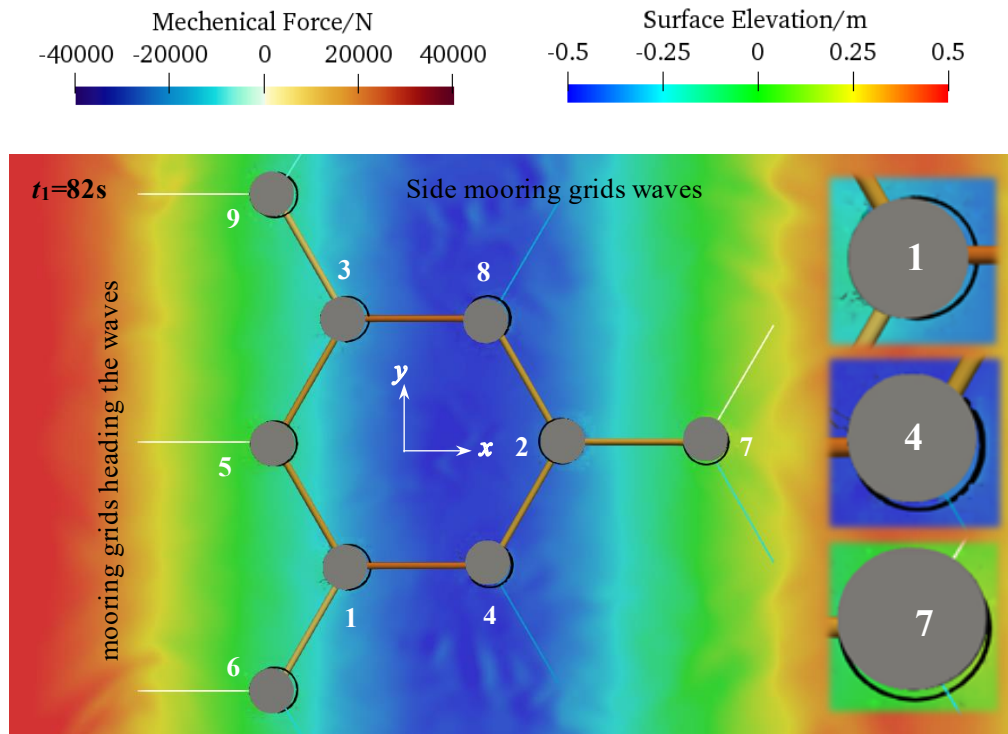 Mechenical Force/N
-40000 -20000 0 20000 40000
Surface Elevation/m
-0.5 -0.25 0 0.25 0.5
t1=82s
Side mooring grids waves
mooring grids heading the waves
9
3
8
5
2
7
6
1
4
y
x
1
4
7